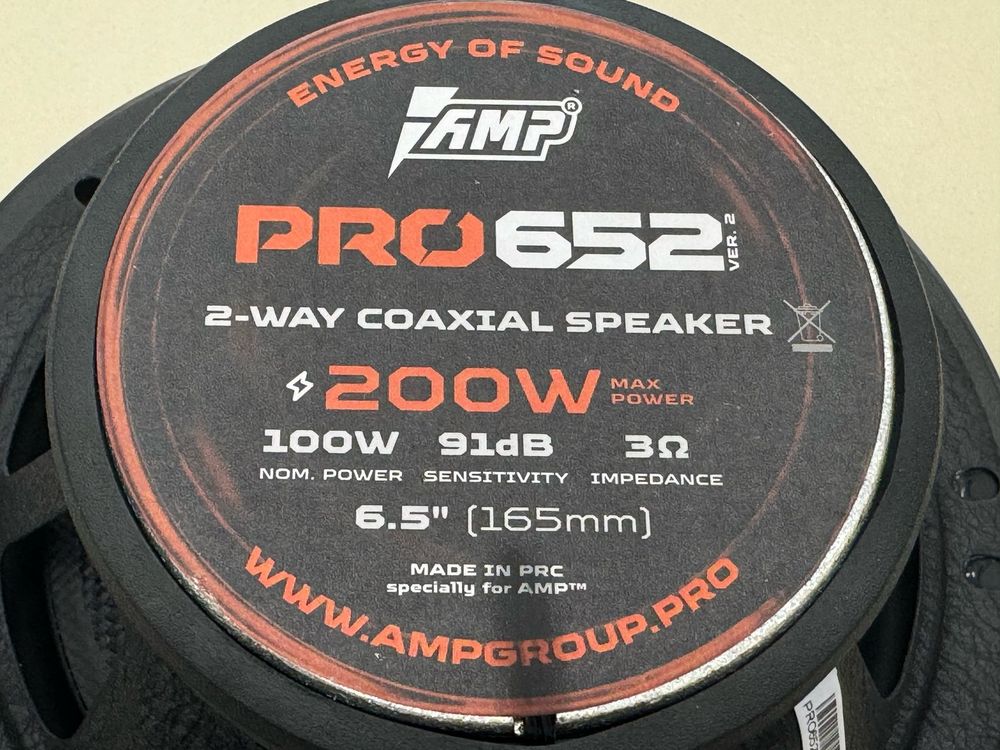 ENERGY OF SOUND
AMP®
PRO652 VER. 2
2-WAY COAXIAL SPEAKER
200W MAX POWER
100W 91dB 3Ω
NOM. POWER SENSITIVITY IMPEDANCE
6.5" (165mm)
MADE IN PRC
specially for AMP™
WWW.AMPGROUP.PRO